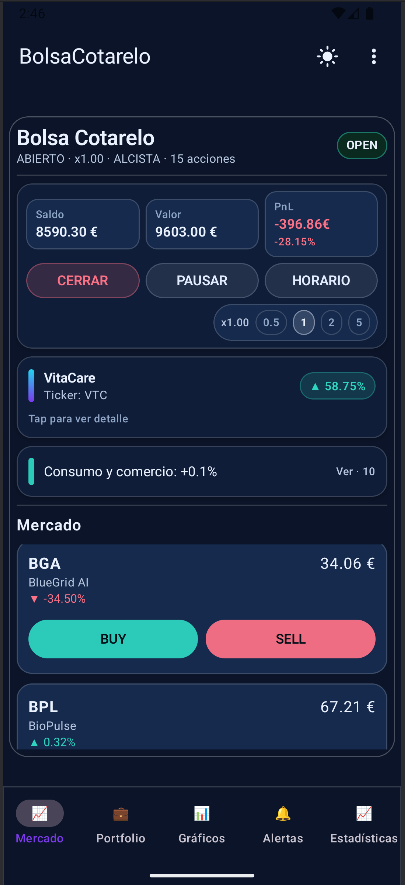 2:46
BolsaCotarelo
Bolsa Cotarelo
ABIERTO · x1.00 · ALCISTA · 15 acciones
OPEN
Saldo
8590.30 €
Valor
9603.00 €
PnL
-396.86€
-28.15%
CERRAR
PAUSAR
HORARIO
x1.00 0.5 1 2 5
VitaCare
Ticker: VTC
▲ 58.75%
Tap para ver detalle
Consumo y comercio: +0.1%
Ver · 10
Mercado
BGA
34.06 €
BlueGrid AI
▼ -34.50%
BUY
SELL
BPL
67.21 €
BioPulse
▲ 0.32%
Mercado
Portfolio
Gráficos
Alertas
Estadísticas